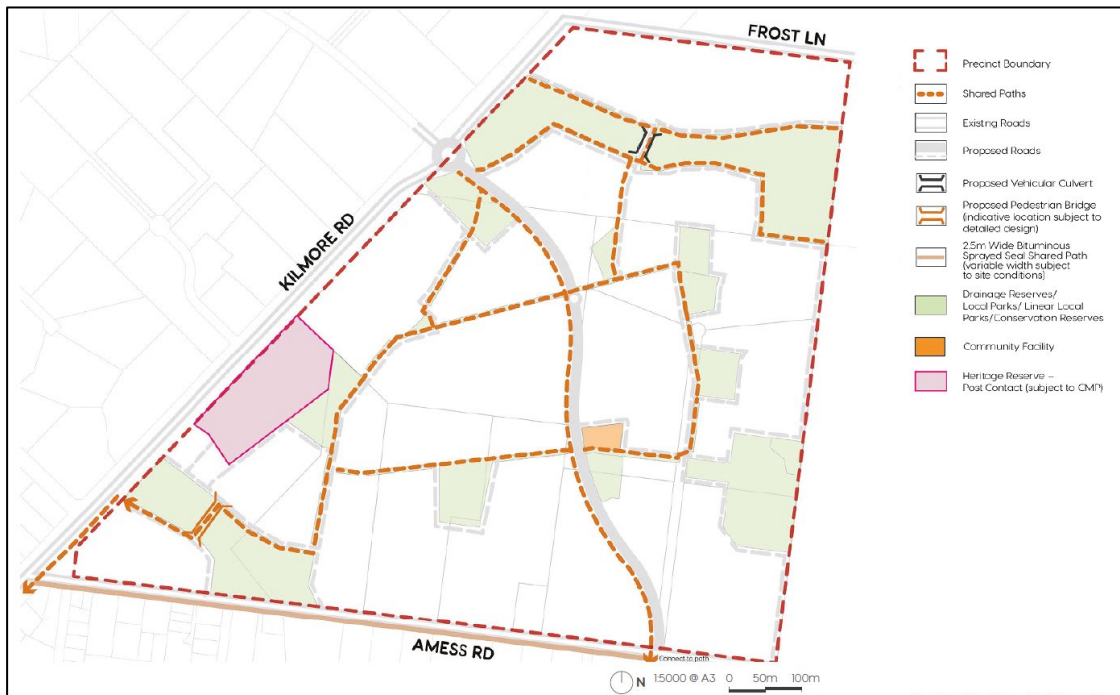 FROST LN
KILMORE RD
AMESS RD
Connect to path
N 1:5000 @ A3 0 50m 100m
Precinct Boundary
Shared Paths
Existing Roads
Proposed Roads
Proposed Vehicular Culvert
Proposed Pedestrian Bridge
(indicative location subject to
detailed design)
2.5m Wide Bituminous
Sprayed Seal Shared Path
(variable width subject
to site conditions)
Drainage Reserves/
Local Parks/ Linear Local
Parks/Conservation Reserves
Community Facility
Heritage Reserve –
Post Contact (subject to CMP)